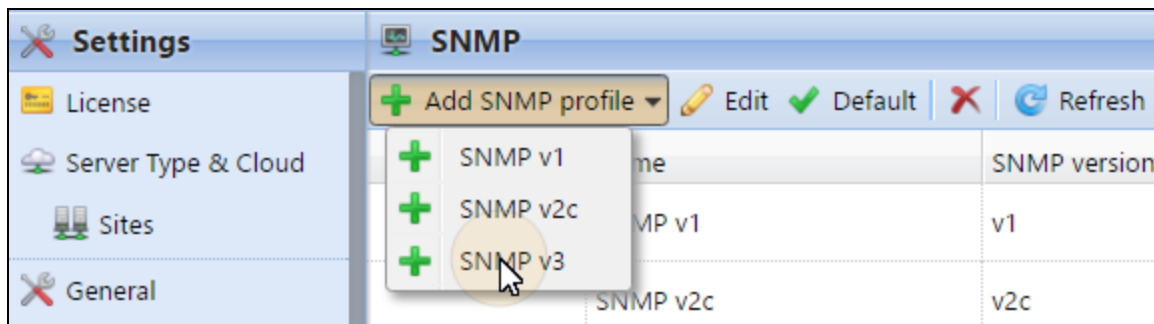 Settings
SNMP
License
Add SNMP profile
Edit
Default
Refresh
Server Type & Cloud
SNMP v1
me
SNMP version
SNMP v2c
Sites
MP v1
v1
SNMP v3
General
SNMP v2c
v2c